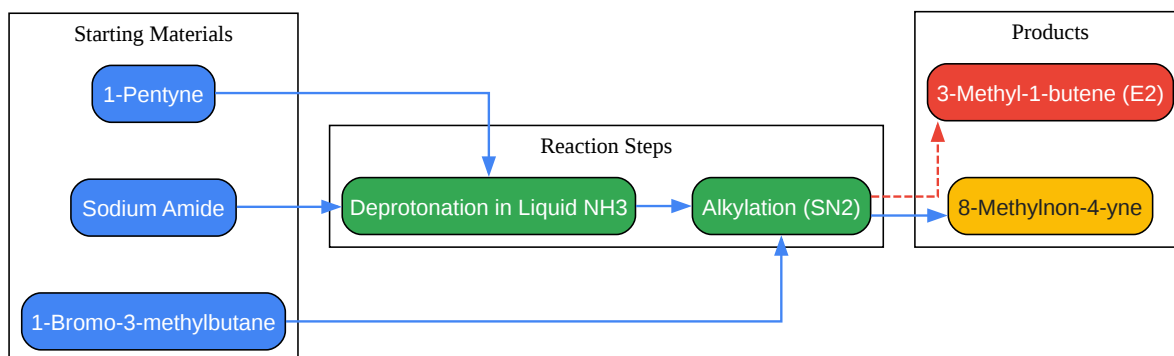 Starting Materials
1-Pentyne
Sodium Amide
1-Bromo-3-methylbutane
Reaction Steps
Deprotonation in Liquid NH3
Alkylation (SN2)
Products
3-Methyl-1-butene (E2)
8-Methylnon-4-yne